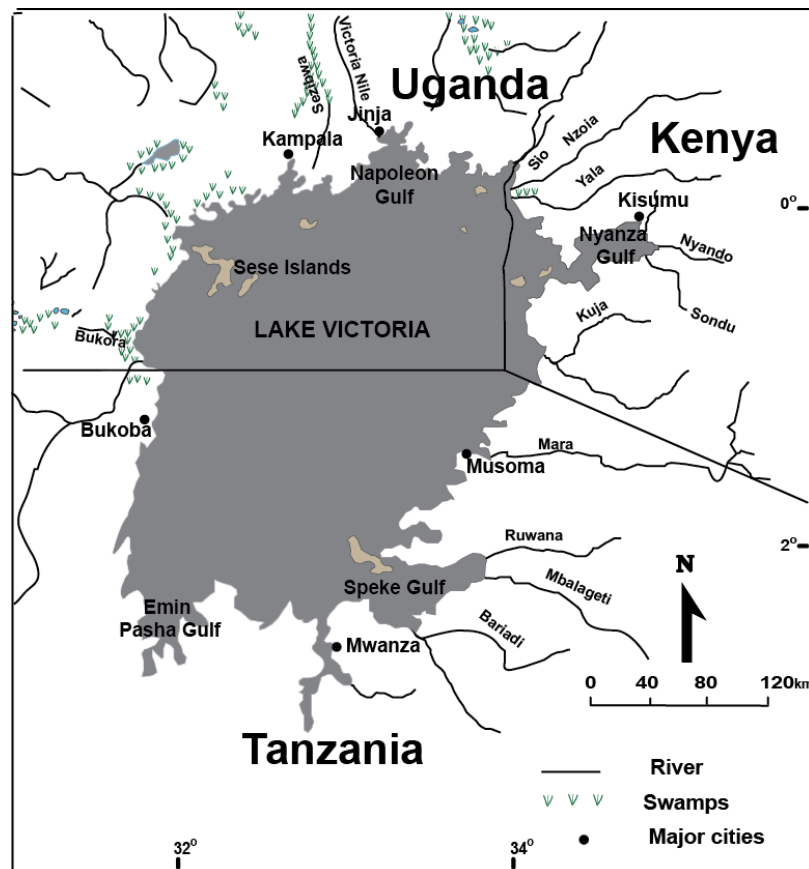 Uganda
Kenya
Sezibwa
Victoria Nile
Jinja
Kampala
Napoleon
Gulf
Sio
Nzoia
Yala
Kisumu
0°
Nyanza
Gulf
Nyando
Sese Islands
Sondu
Kuja
LAKE VICTORIA
Bukora
Bukoba
Mara
Musoma
Ruwana
2°
Speke Gulf
Mbalageti
N
Emin
Pasha Gulf
Bariadi
Mwanza
0 40 80 120km
Tanzania
River
Swamps
Major cities
32° 34°